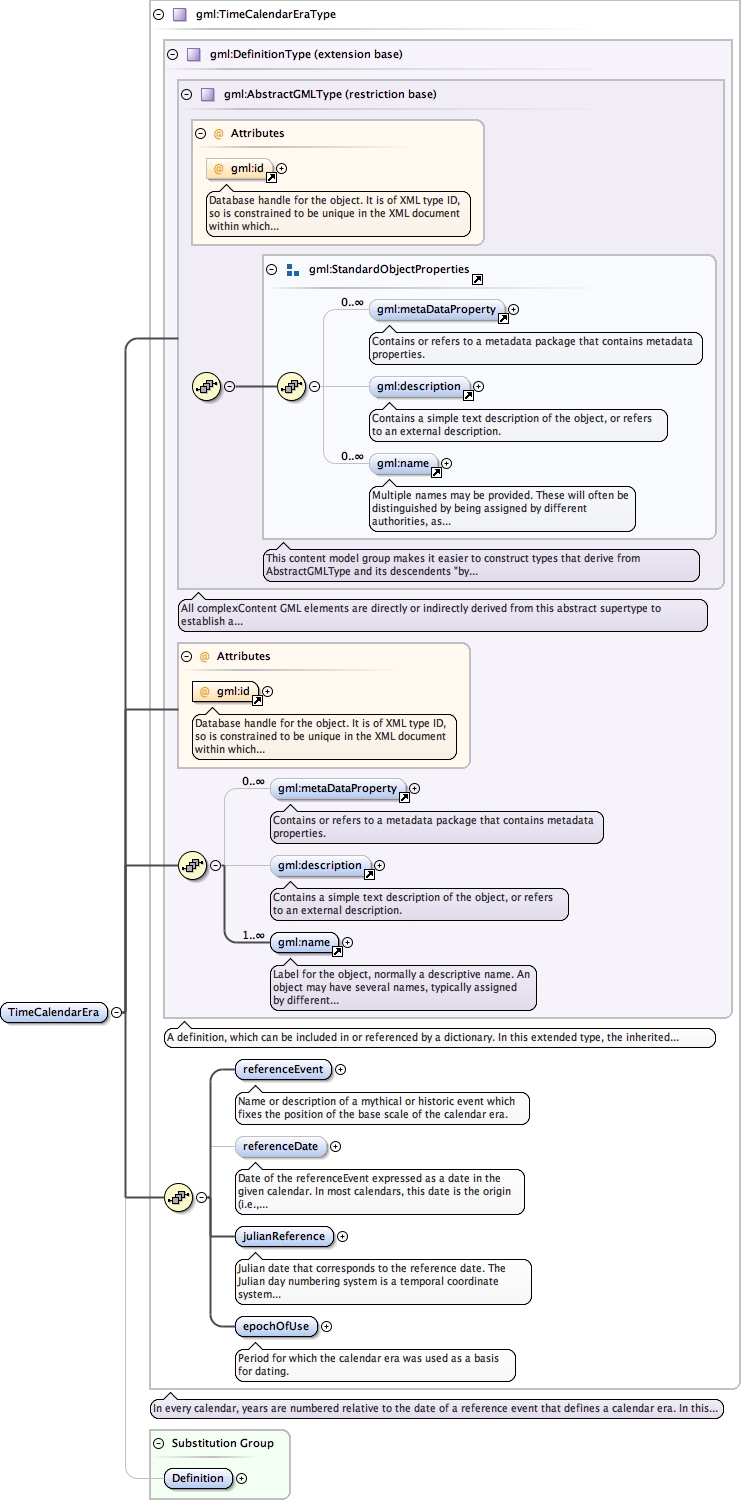 gml:TimeCalendarEraType
gml:DefinitionType (extension base)
gml:AbstractGMLType (restriction base)
@ Attributes
@ gml:id
Database handle for the object. It is of XML type ID,
so is constrained to be unique in the XML document
within which...
gml:StandardObjectProperties
0..∞
gml:metaDataProperty
Contains or refers to a metadata package that contains metadata
properties.
gml:description
Contains a simple text description of the object, or refers
to an external description.
0..∞
gml:name
Multiple names may be provided. These will often be
distinguished by being assigned by different
authorities, as...
This content model group makes it easier to construct types that derive from
AbstractGMLType and its descendents "by...
All complexContent GML elements are directly or indirectly derived from this abstract supertype to
establish a...
@ Attributes
@ gml:id
Database handle for the object. It is of XML type ID,
so is constrained to be unique in the XML document
within which...
0..∞
gml:metaDataProperty
Contains or refers to a metadata package that contains metadata
properties.
gml:description
Contains a simple text description of the object, or refers
to an external description.
1..∞
gml:name
Label for the object, normally a descriptive name. An
object may have several names, typically assigned
by different...
TimeCalendarEra
A definition, which can be included in or referenced by a dictionary. In this extended type, the inherited...
referenceEvent
Name or description of a mythical or historic event which
fixes the position of the base scale of the calendar era.
referenceDate
Date of the referenceEvent expressed as a date in the
given calendar. In most calendars, this date is the origin
(i.e.,...
julianReference
Julian date that corresponds to the reference date. The
Julian day numbering system is a temporal coordinate
system...
epochOfUse
Period for which the calendar era was used as a basis
for dating.
In every calendar, years are numbered relative to the date of a reference event that defines a calendar era. In this...
Substitution Group
Definition